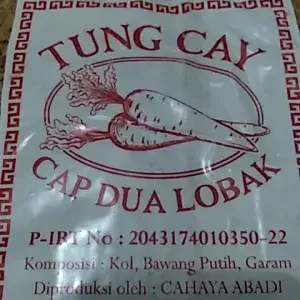 TUNG CAY
CAP DUA LOBAK
P-IRT No : 2043174010350-22
Komposisi : Kol, Bawang Putih, Garam
Diproduksi oleh : CAHAYA ABADI